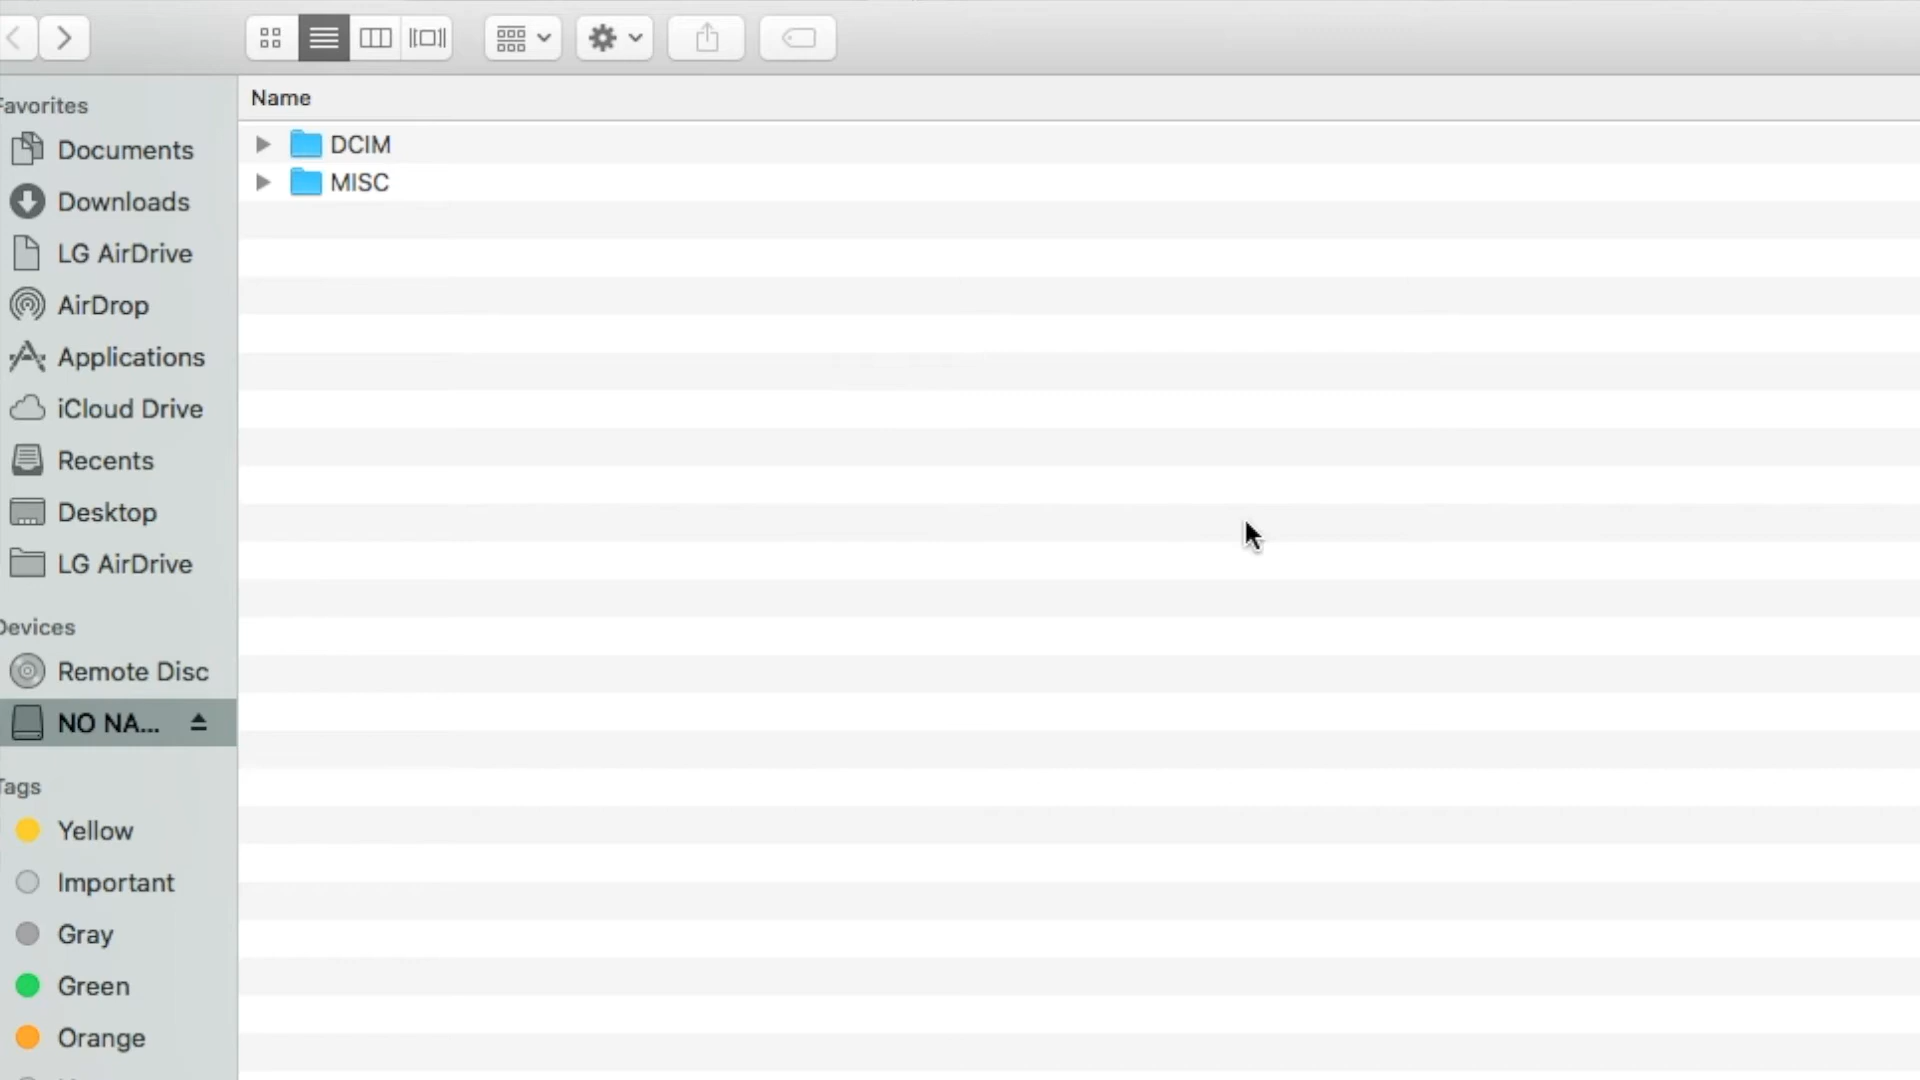 Name
Favorites
Documents
Downloads
LG AirDrive
AirDrop
Applications
iCloud Drive
Recents
Desktop
LG AirDrive
Devices
Remote Disc
NO NA...
Tags
Yellow
Important
Gray
Green
Orange
DCIM
MISC